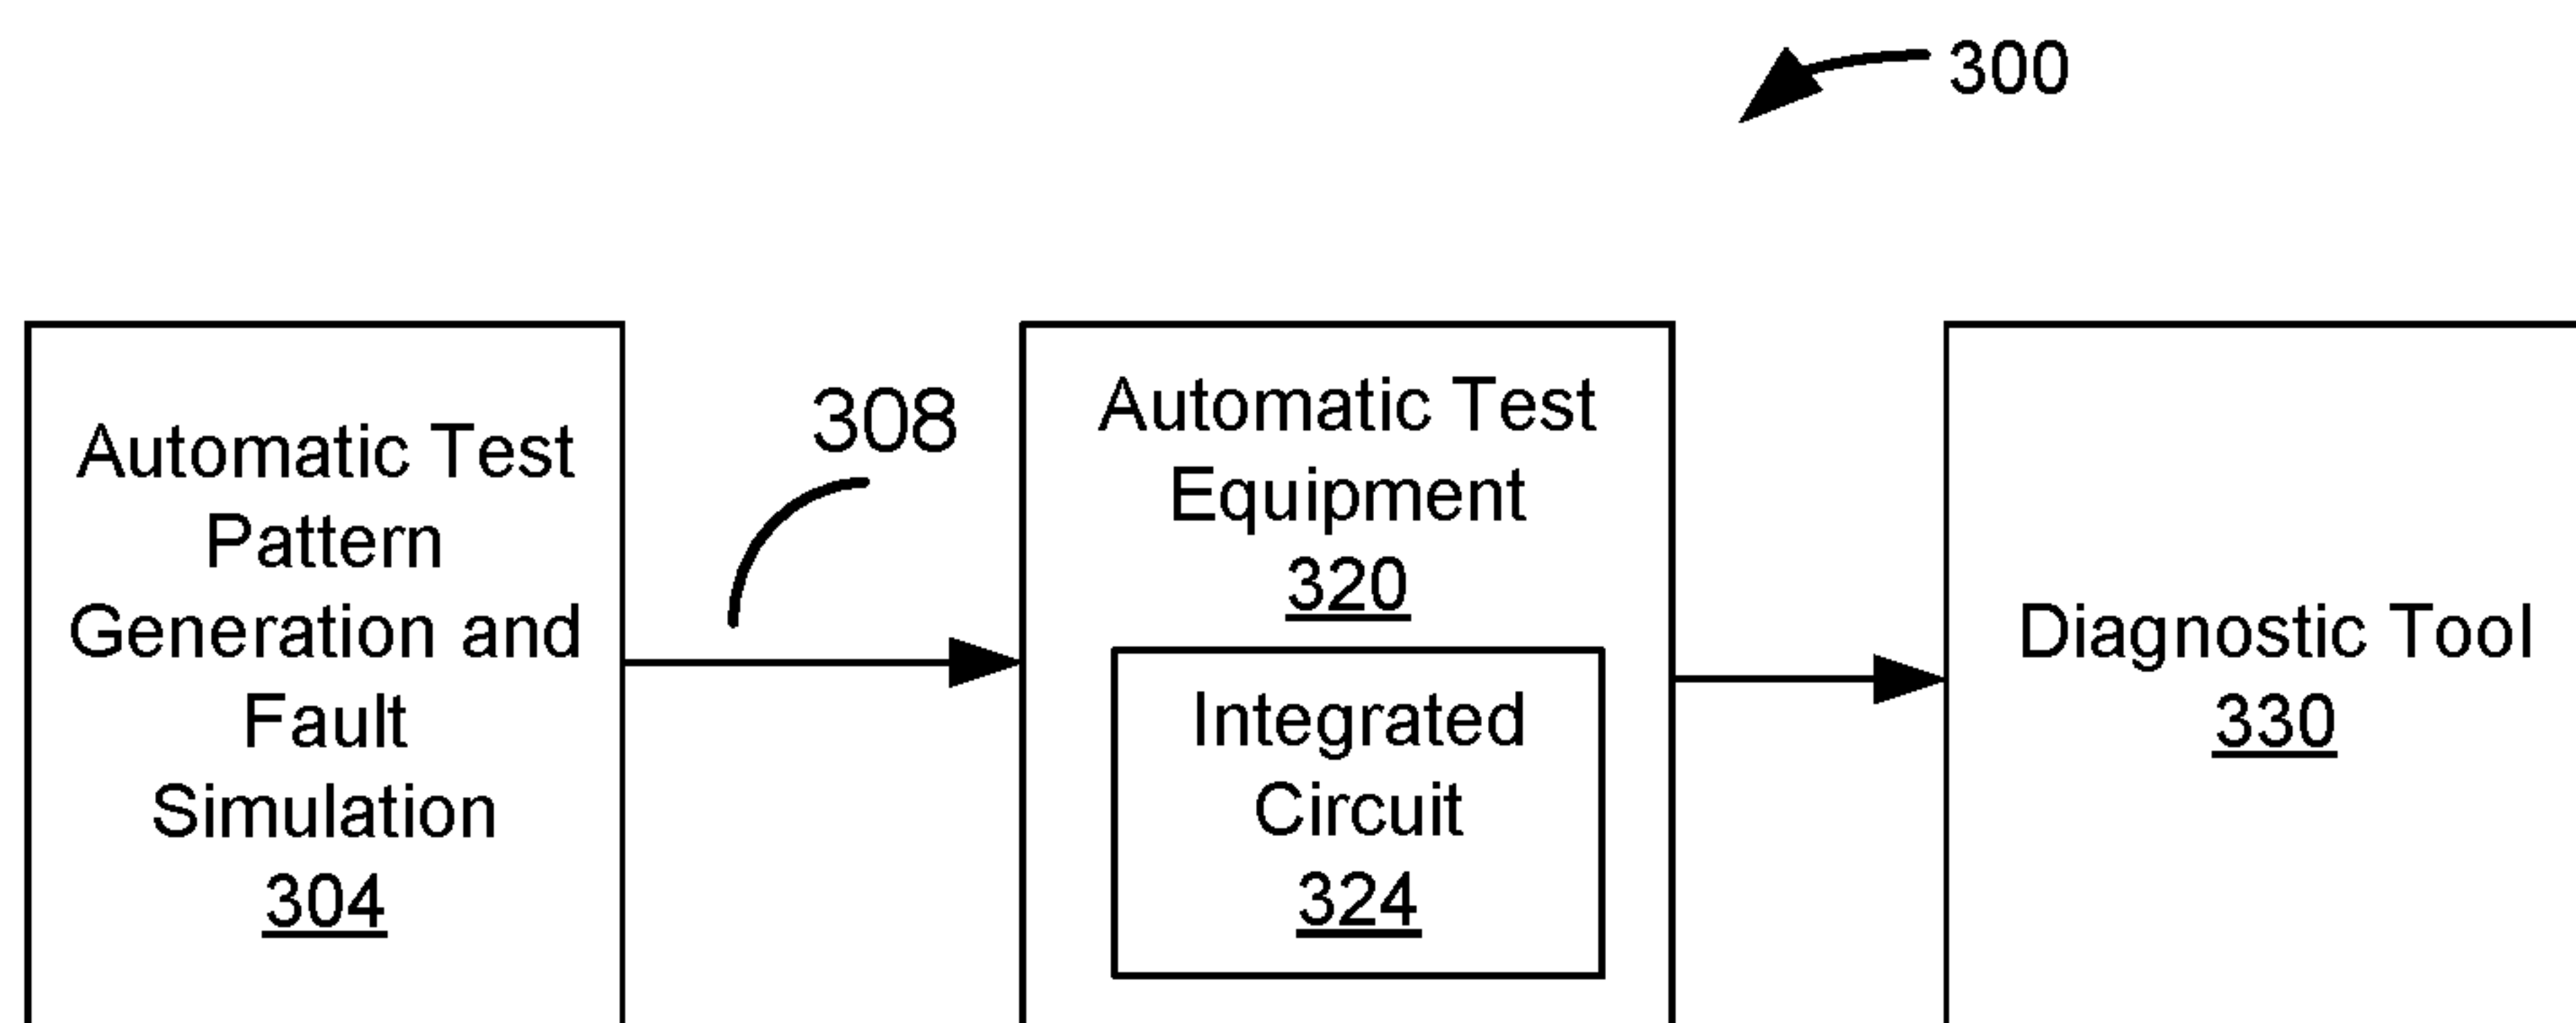 300
Automatic Test
Pattern
Generation and
Fault
Simulation
304
308
Automatic Test
Equipment
320
Integrated
Circuit
324
Diagnostic Tool
330